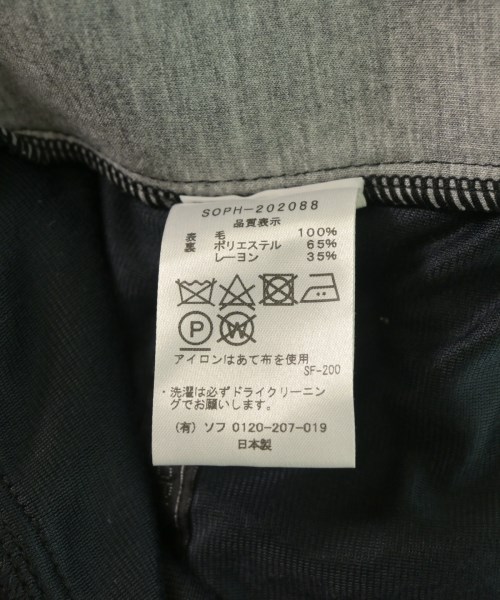 SOPH-202088
品質表示
表 毛 100%
裏 ポリエステル 65%
レーヨン 35%
P W
アイロンはあて布を使用
SF-200
・洗濯は必ずドライクリーニン
グでお願いします。
(有) ソフ 0120-207-019
日本製